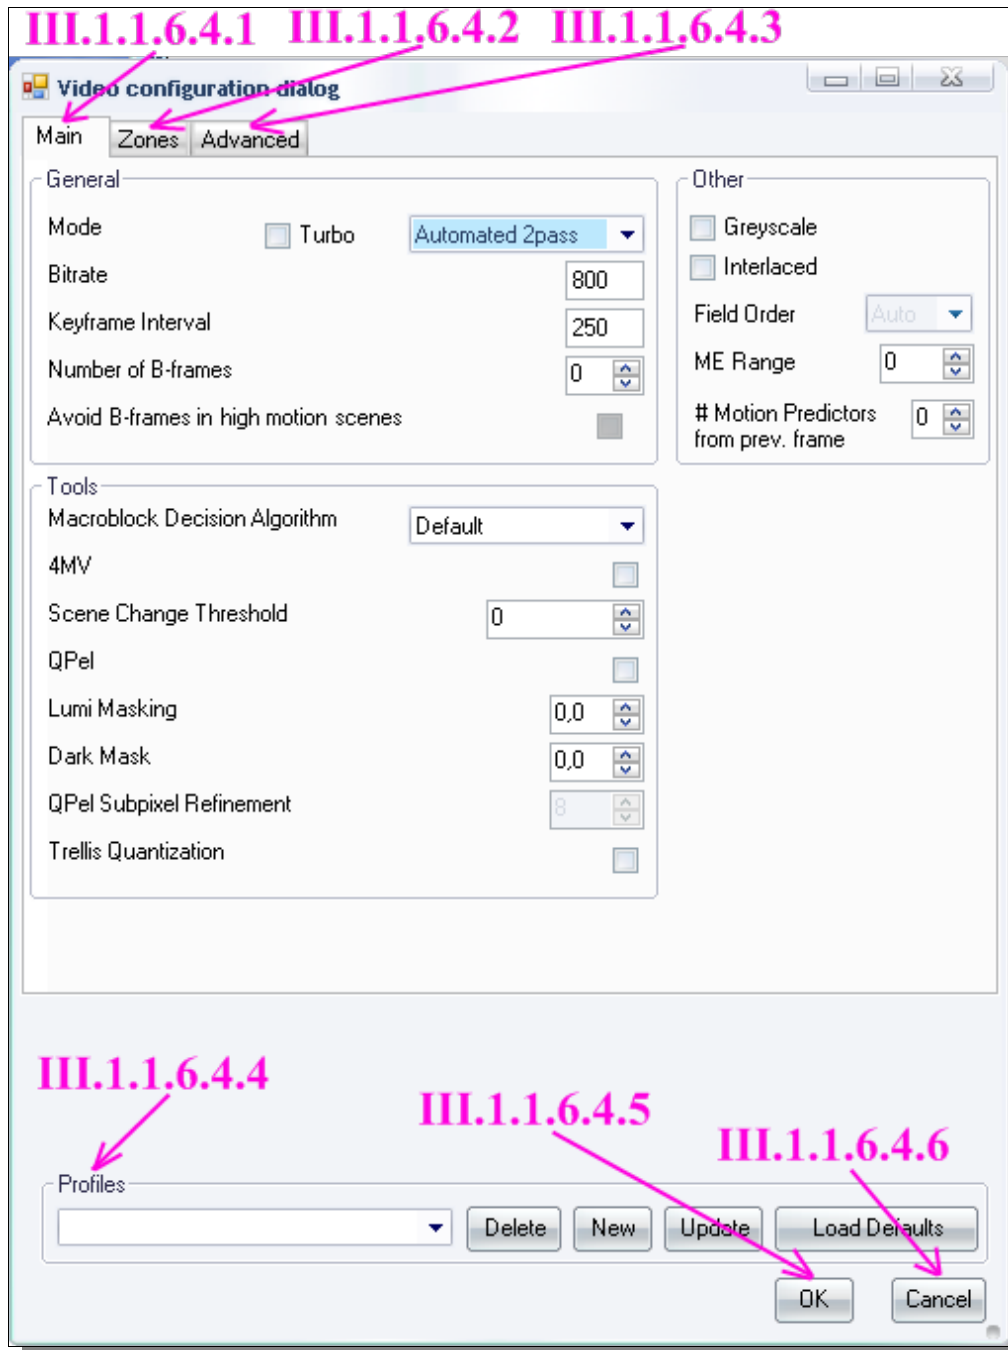 III.1.1.6.4.1 III.1.1.6.4.2 III.1.1.6.4.3
Video configuration dialog
Main Zones Advanced
General
Mode Turbo Automated 2pass
Bitrate 800
Keyframe Interval 250
Number of B-frames 0
Avoid B-frames in high motion scenes
Other
Greyscale
Interlaced
Field Order Auto
ME Range 0
# Motion Predictors 0
from prev. frame
Tools
Macroblock Decision Algorithm Default
4MV
Scene Change Threshold 0
QPel
Lumi Masking 0,0
Dark Mask 0,0
QPel Subpixel Refinement 8
Trellis Quantization
III.1.1.6.4.4
III.1.1.6.4.5
III.1.1.6.4.6
Profiles
Delete New Update Load Defaults
OK Cancel